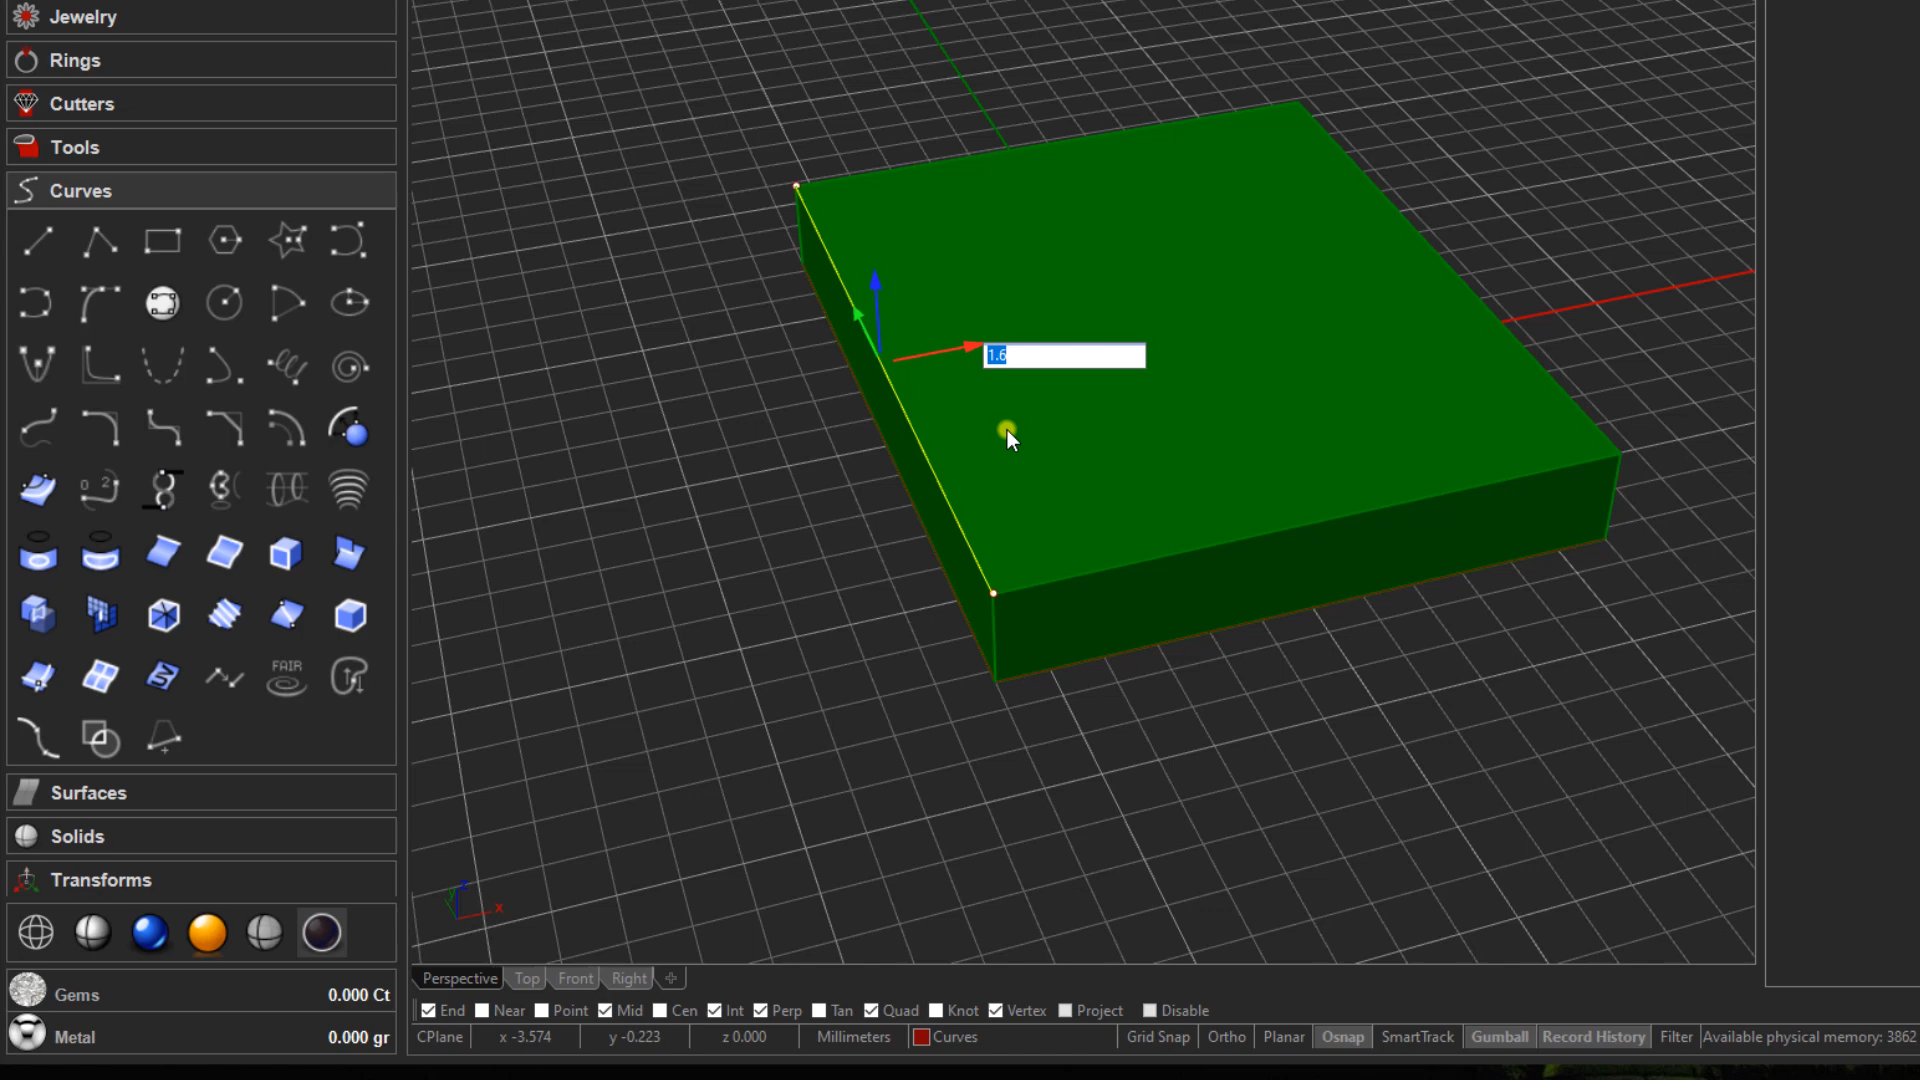 Jewelry
Rings
Cutters
Tools
Curves
0 2
FAIR
Surfaces
Solids
Transforms
Gems 0.000 Ct
Metal 0.000 gr
1.6
z
y
x
Perspective Top Front Right
End Near Point Mid Cen Int Perp Tan Quad Knot Vertex Project Disable
CPlane x -3.574 y -0.223 z 0.000 Millimeters Curves Grid Snap Ortho Planar Osnap SmartTrack Gumball Record History Filter Available physical memory: 3862